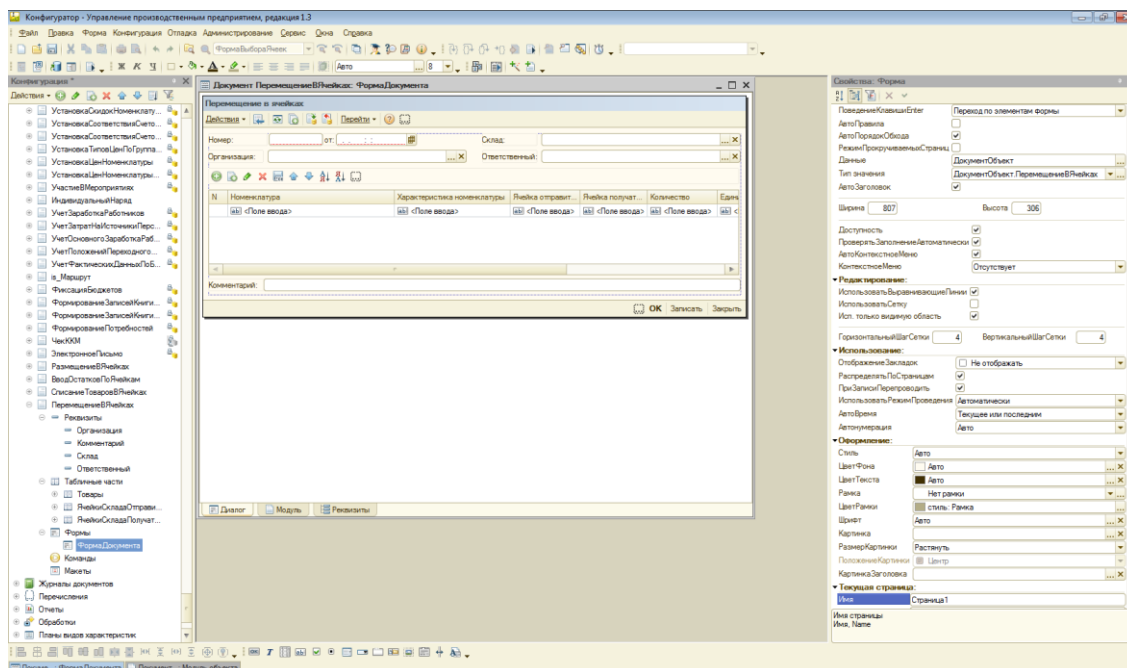 Конфигуратор - Управление производственным предприятием, редакция 1.3
Файл Правка Форма Конфигурация Отладка Администрирование Сервис Окна Справка
ФормаВыбораЯчеек
Авто 8
Конфигурация *
Действия
УстановкаСкидокНоменклату...
УстановкаСоответствияСчето...
УстановкаСоответствияСчето...
УстановкаТиповЦенПоГруппа...
УстановкаЦенНоменклатуры
УстановкаЦенНоменклатуры...
УчастиеВМероприятиях
ИндивидуальныйНаряд
УчетЗаработкаРаботников
УчетЗатратНаИсточникиПерс...
УчетОсновногоЗаработкаРаб...
УчетПоложенийПереходного...
УчетФактическихДанныхПоБ...
is_Маршрут
ФиксацияБюджетов
ФормированиеЗаписейКниги...
ФормированиеЗаписейКниги...
ФормированиеПотребностей
ЧекККМ
ЭлектронноеПисьмо
РазмещениеВЯчейках
ВводОстатковПоЯчейкам
СписаниеТоваровВЯчейках
ПеремещениеВЯчейках
Реквизиты
Организация
Комментарий
Склад
Ответственный
Табличные части
Товары
ЯчейкиСкладаОтправи...
ЯчейкиСкладаПолучат...
Формы
ФормаДокумента
Команды
Макеты
Журналы документов
Перечисления
Отчеты
Обработки
Планы видов характеристик
Документ ПеремещениеВЯчейках: ФормаДокумента
Перемещение в ячейках
Действия Перейти
Номер: от: . . : : Склад:
Организация: Ответственный:
N Номенклатура Характеристика номенклатуры Ячейка отправит... Ячейка получат... Количество Едини
<Поле ввода> <Поле ввода> <Поле ввода> <Поле ввода> <Поле ввода> <
Комментарий:
OK Записать Закрыть
Диалог Модуль Реквизиты
Свойства: Форма
ПоведениеКлавишиEnter Переход по элементам формы
АвтоПравила
АвтоПорядокОбхода
РежимПрокручиваемыхСтраниц
Данные ДокументОбъект
Тип значения ДокументОбъект.ПеремещениеВЯчейках
АвтоЗаголовок
Ширина 807 Высота 306
Доступность
ПроверятьЗаполнениеАвтоматически
АвтоКонтекстноеМеню
КонтекстноеМеню Отсутствует
Редактирование:
ИспользоватьВыравнивающиеЛинии
ИспользоватьСетку
Исп. только видимую область
ГоризонтальныйШагСетки 4 ВертикальныйШагСетки 4
Использование:
ОтображениеЗакладок Не отображать
РаспределятьПоСтраницам
ПриЗаписиПерепроводить
ИспользоватьРежимПроведения Автоматически
АвтоВремя Текущее или последним
Автонумерация Авто
Оформление:
Стиль Авто
ЦветФона Авто
ЦветТекста Авто
Рамка Нет рамки
ЦветРамки стиль: Рамка
Шрифт Авто
Картинка
РазмерКартинки Растянуть
ПоложениеКартинки Центр
КартинкаЗаголовка
Текущая страница:
Имя Страница1
Имя страницы
Имя, Name